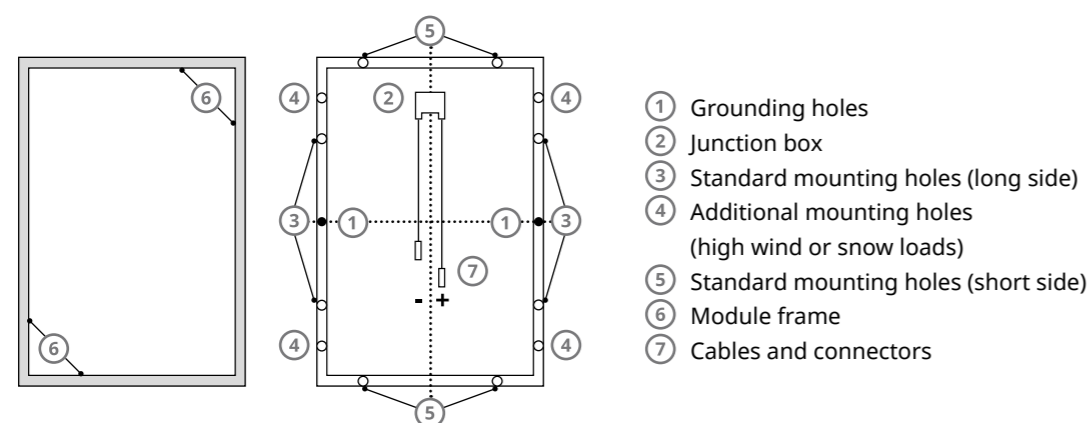 5
6
4
2
4
3
1
1
3
7
- +
6
4
4
5
1 Grounding holes
2 Junction box
3 Standard mounting holes (long side)
4 Additional mounting holes
(high wind or snow loads)
5 Standard mounting holes (short side)
6 Module frame
7 Cables and connectors